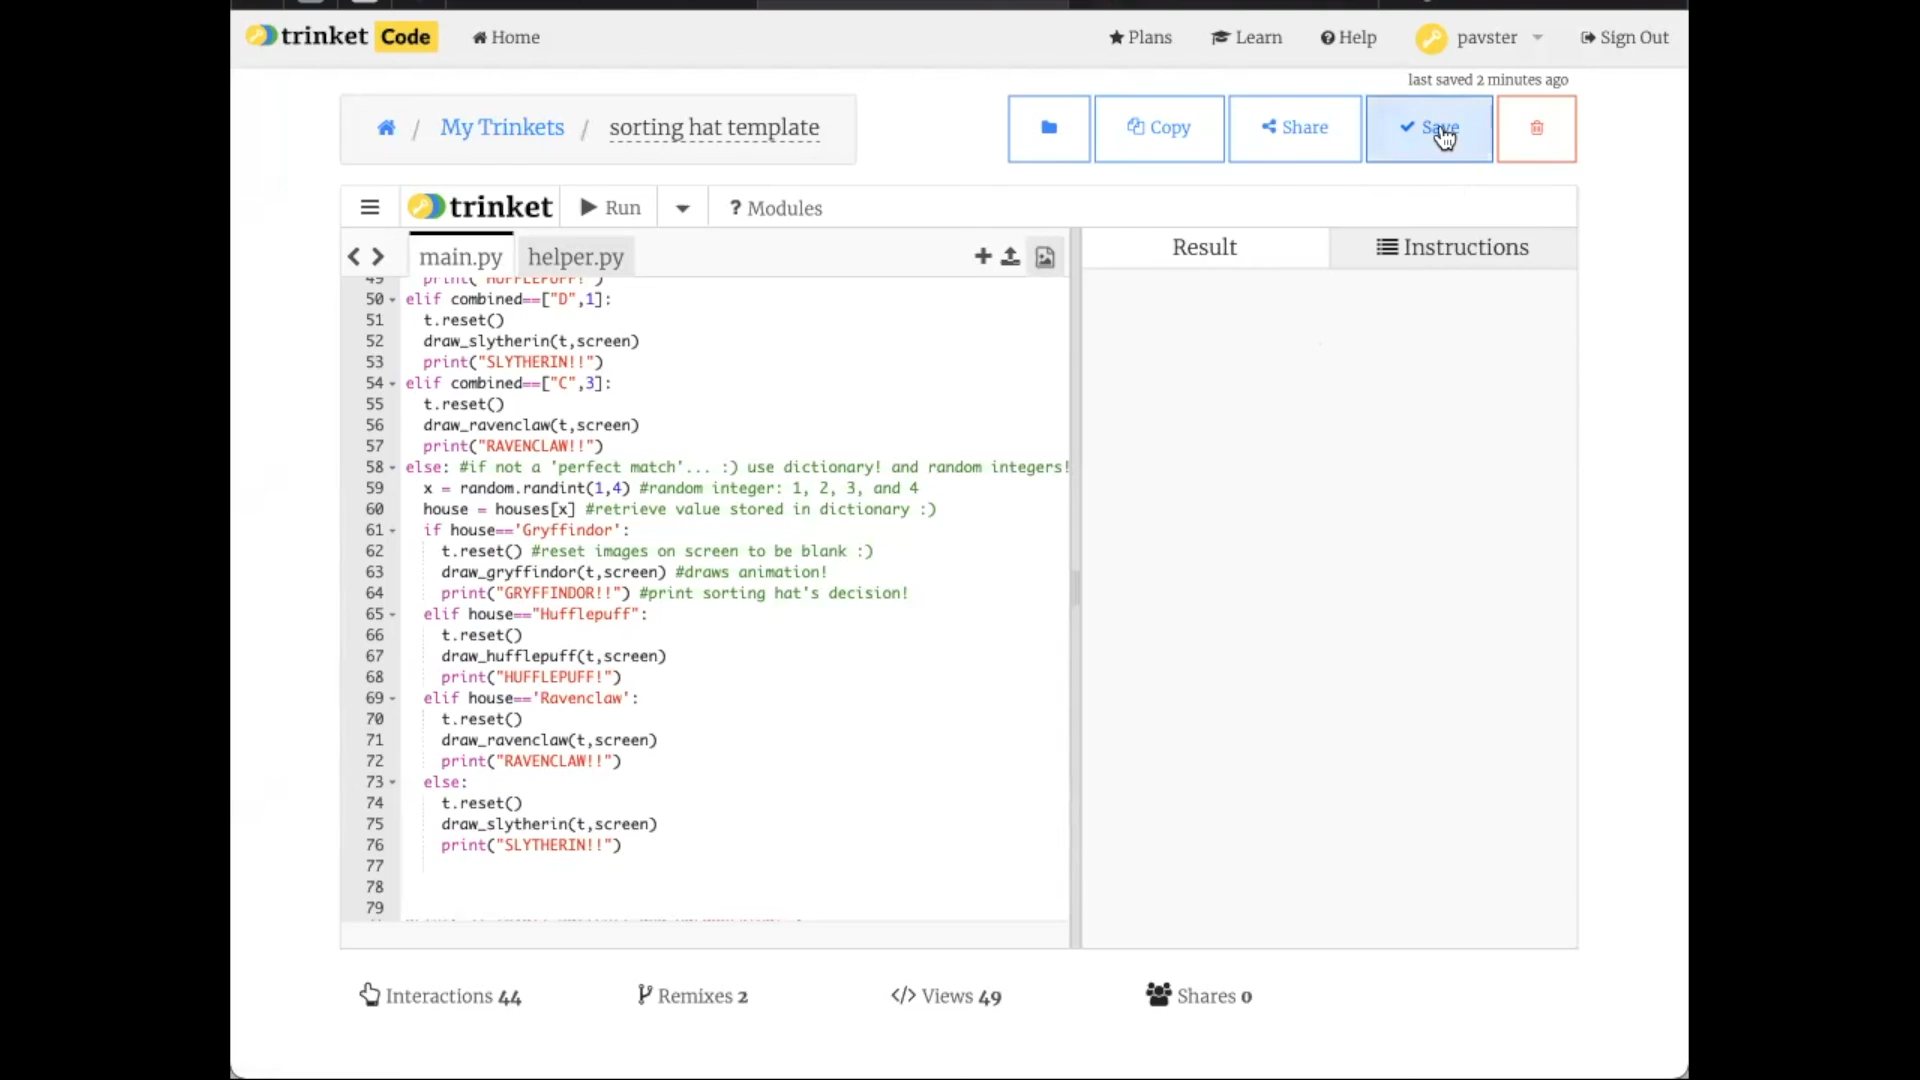 trinket Code Home Plans Learn Help pavster Sign Out
last saved 2 minutes ago
/ My Trinkets / sorting hat template Copy Share Save
trinket Run ? Modules
main.py helper.py Result Instructions
49 print("HUFFLEPUFF!")
50 elif combined==["D",1]:
51 t.reset()
52 draw_slytherin(t,screen)
53 print("SLYTHERIN!!")
54 elif combined==["C",3]:
55 t.reset()
56 draw_ravenclaw(t,screen)
57 print("RAVENCLAW!!")
58 else: #if not a 'perfect match'... :) use dictionary! and random integers!
59 x = random.randint(1,4) #random integer: 1, 2, 3, and 4
60 house = houses[x] #retrieve value stored in dictionary :)
61 if house=='Gryffindor':
62 t.reset() #reset images on screen to be blank :)
63 draw_gryffindor(t,screen) #draws animation!
64 print("GRYFFINDOR!!") #print sorting hat's decision!
65 elif house=="Hufflepuff":
66 t.reset()
67 draw_hufflepuff(t,screen)
68 print("HUFFLEPUFF!")
69 elif house=='Ravenclaw':
70 t.reset()
71 draw_ravenclaw(t,screen)
72 print("RAVENCLAW!!")
73 else:
74 t.reset()
75 draw_slytherin(t,screen)
76 print("SLYTHERIN!!")
77
78
79
Interactions 44 Remixes 2 </> Views 49 Shares 0